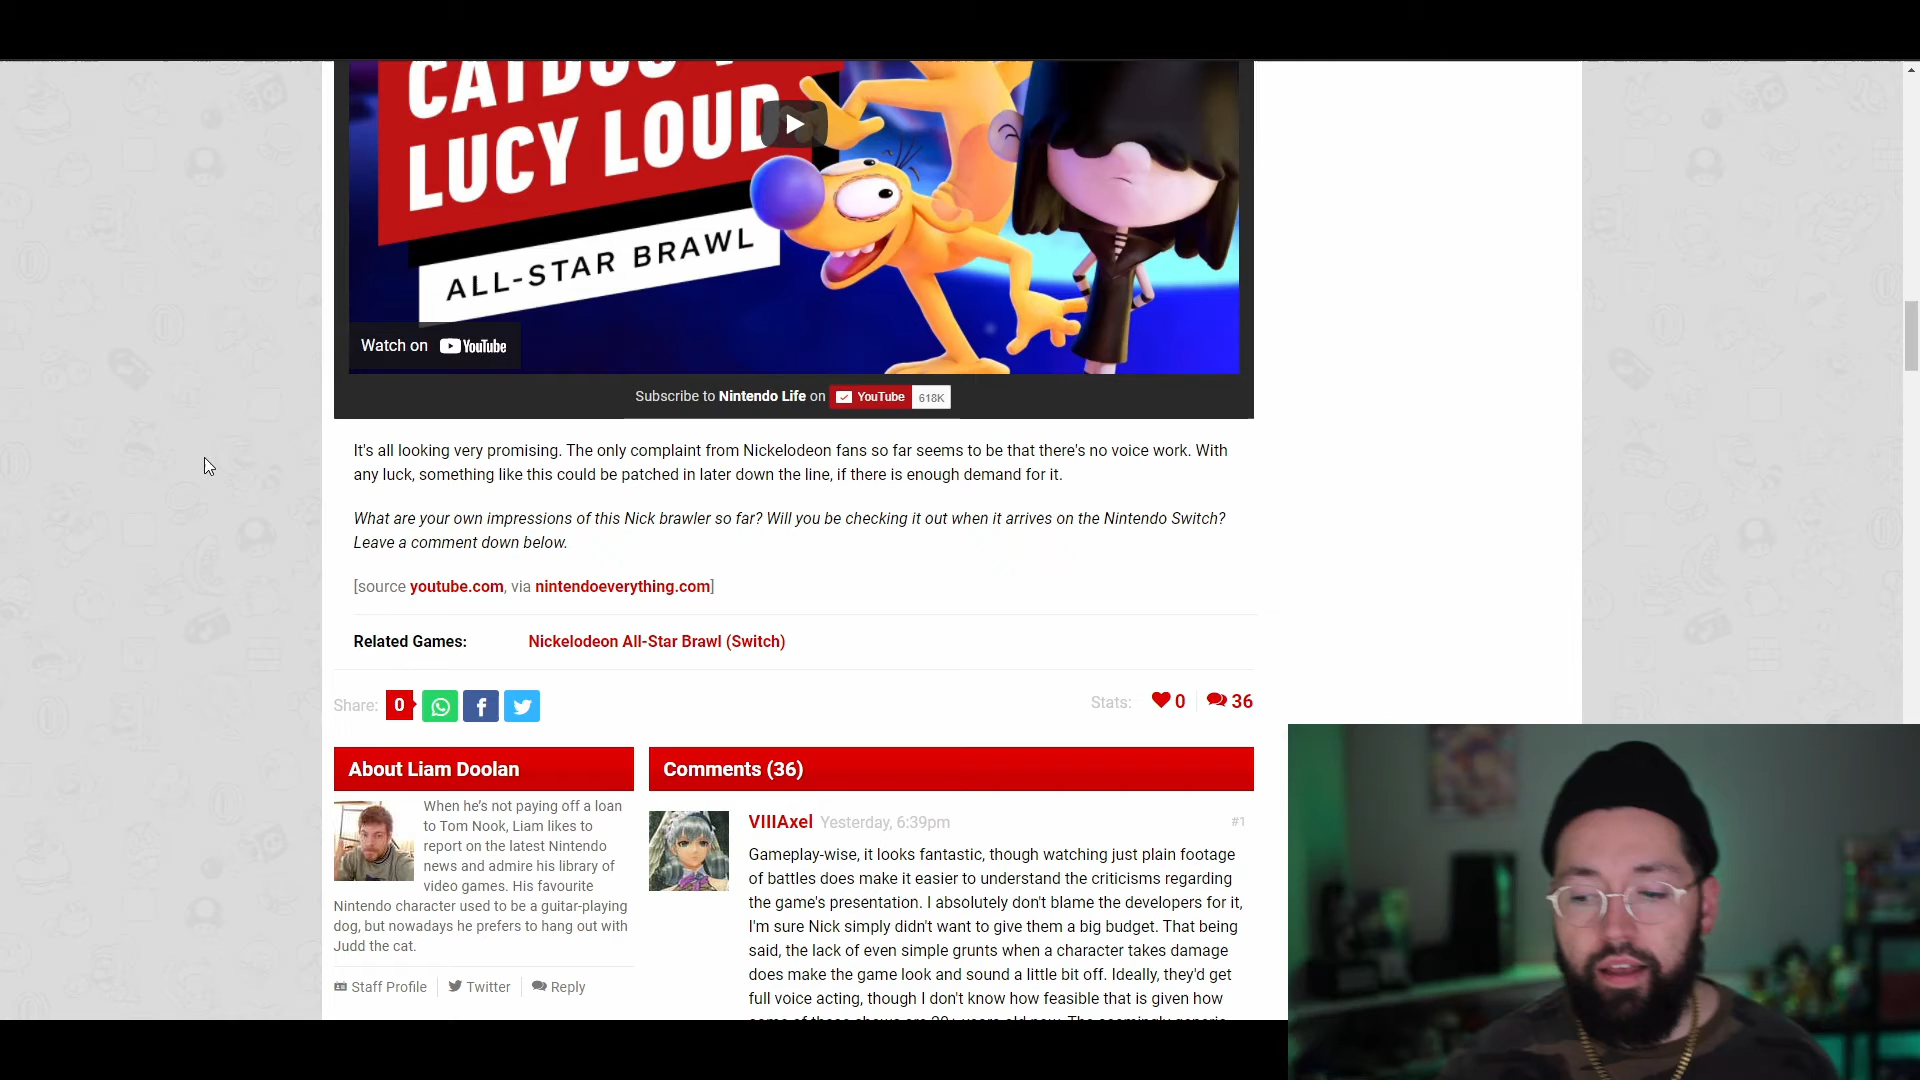 LUCY LOUD
ALL-STAR BRAWL
Watch on YouTube
Subscribe to Nintendo Life on YouTube 618K
It's all looking very promising. The only complaint from Nickelodeon fans so far seems to be that there's no voice work. With
any luck, something like this could be patched in later down the line, if there is enough demand for it.
What are your own impressions of this Nick brawler so far? Will you be checking it out when it arrives on the Nintendo Switch?
Leave a comment down below.
[source youtube.com, via nintendoeverything.com]
Related Games: Nickelodeon All-Star Brawl (Switch)
Share: 0
Stats: 0 36
About Liam Doolan
When he's not paying off a loan
to Tom Nook, Liam likes to
report on the latest Nintendo
news and admire his library of
video games. His favourite
Nintendo character used to be a guitar-playing
dog, but nowadays he prefers to hang out with
Judd the cat.
Staff Profile Twitter Reply
Comments (36)
VIIIAxel Yesterday, 6:39pm #1
Gameplay-wise, it looks fantastic, though watching just plain footage
of battles does make it easier to understand the criticisms regarding
the game's presentation. I absolutely don't blame the developers for it,
I'm sure Nick simply didn't want to give them a big budget. That being
said, the lack of even simple grunts when a character takes damage
does make the game look and sound a little bit off. Ideally, they'd get
full voice acting, though I don't know how feasible that is given how